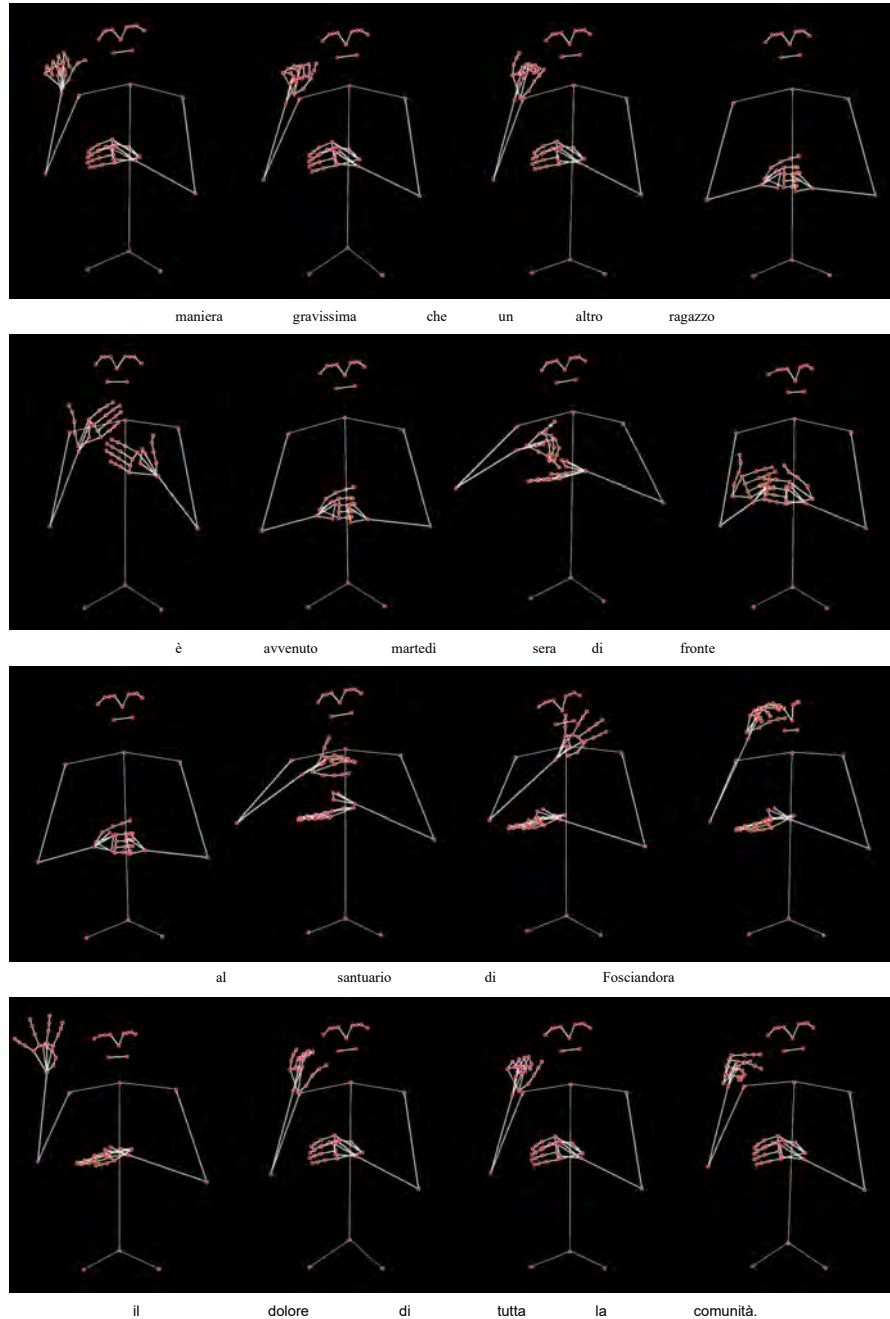 maniera gravissima che un altro ragazzo
è avvenuto martedì sera di fronte
al santuario di Fosciandora
il dolore di tutta la comunità.